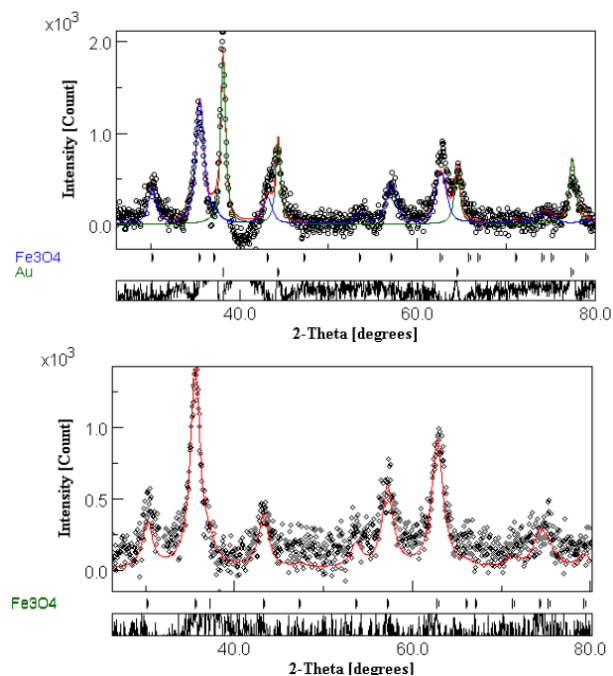 x10³
2.0
1.0
0.0
Intensity [Count]
Fe3O4
Au
40.0 60.0 80.0
2-Theta [degrees]
x10³
1.0
0.5
0.0
Intensity [Count]
Fe3O4
40.0 60.0 80.0
2-Theta [degrees]